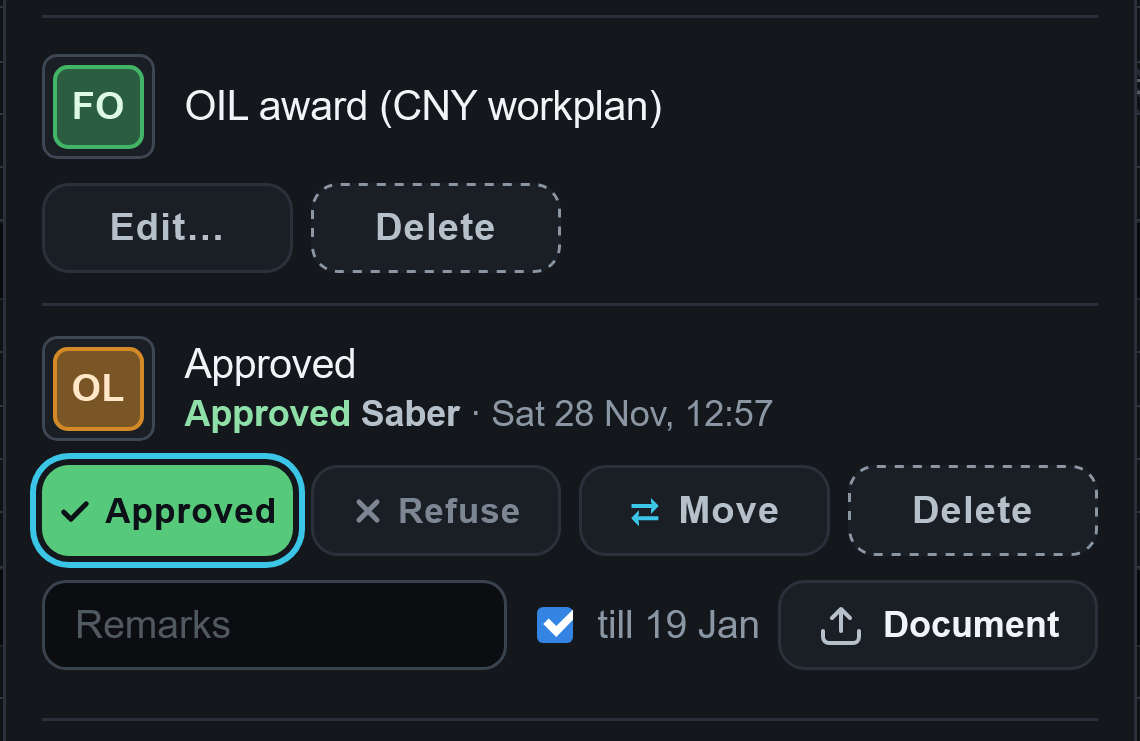 FO OIL award (CNY workplan)
Edit... Delete
OL Approved
Approved Saber · Sat 28 Nov, 12:57
Approved Refuse Move Delete
Remarks till 19 Jan Document